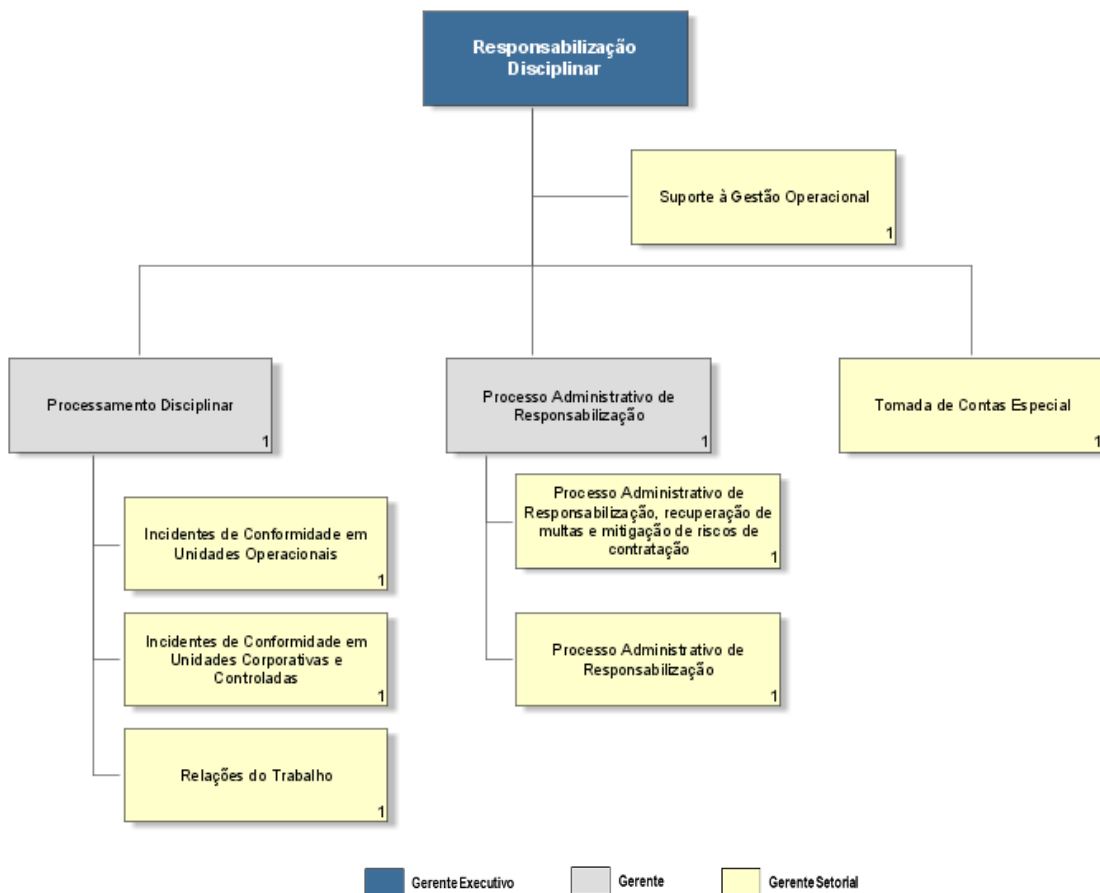 Responsabilização
Disciplinar
Suporte à Gestão Operacional
1
Processamento Disciplinar
1
Processo Administrativo de
Responsabilização
1
Tomada de Contas Especial
1
Incidentes de Conformidade em
Unidades Operacionais
1
Incidentes de Conformidade em
Unidades Corporativas e
Controladas
1
Relações do Trabalho
1
Processo Administrativo de
Responsabilização, recuperação de
multas e mitigação de riscos de
contratação
1
Processo Administrativo de
Responsabilização
1
Gerente Executivo
Gerente
Gerente Setorial